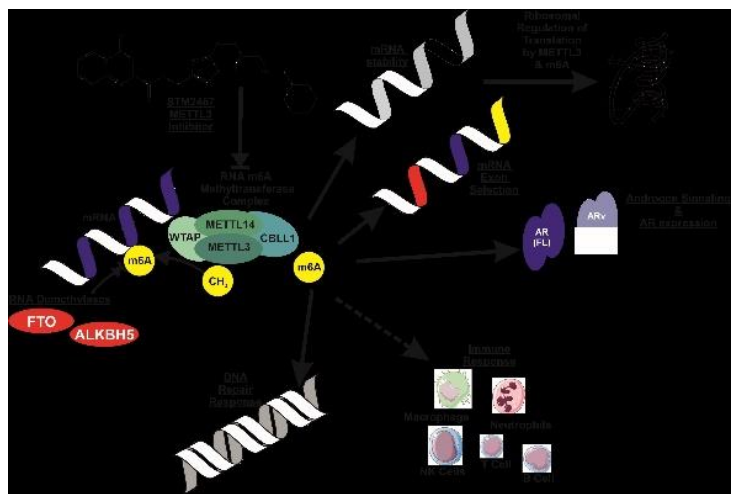 mRNA
stability
Ribosomal
Regulation of
Translation
by METTL3
& m6A
STM2457
METTL3
Inhibitor
RNA m6A
Methyltransferase
Complex
mRNA
Exon
Selection
mRNA
METTL14
WTAP
CBLL1
METTL3
m6A
m6A
CH3
Androgen Signaling
&
AR expression
AR
(FL)
ARv
RNA Demethylases
FTO
ALKBH5
DNA
Repair
Response
Immune
Response
Macrophage
Neutrophils
NK Cells
T Cell
B Cell